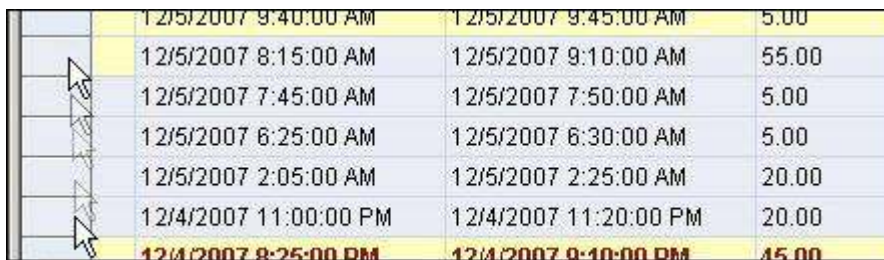 12/5/2007 9:40:00 AM 12/5/2007 9:45:00 AM 5.00
12/5/2007 8:15:00 AM 12/5/2007 9:10:00 AM 55.00
12/5/2007 7:45:00 AM 12/5/2007 7:50:00 AM 5.00
12/5/2007 6:25:00 AM 12/5/2007 6:30:00 AM 5.00
12/5/2007 2:05:00 AM 12/5/2007 2:25:00 AM 20.00
12/4/2007 11:00:00 PM 12/4/2007 11:20:00 PM 20.00
12/4/2007 8:25:00 PM 12/4/2007 9:10:00 PM 45.00